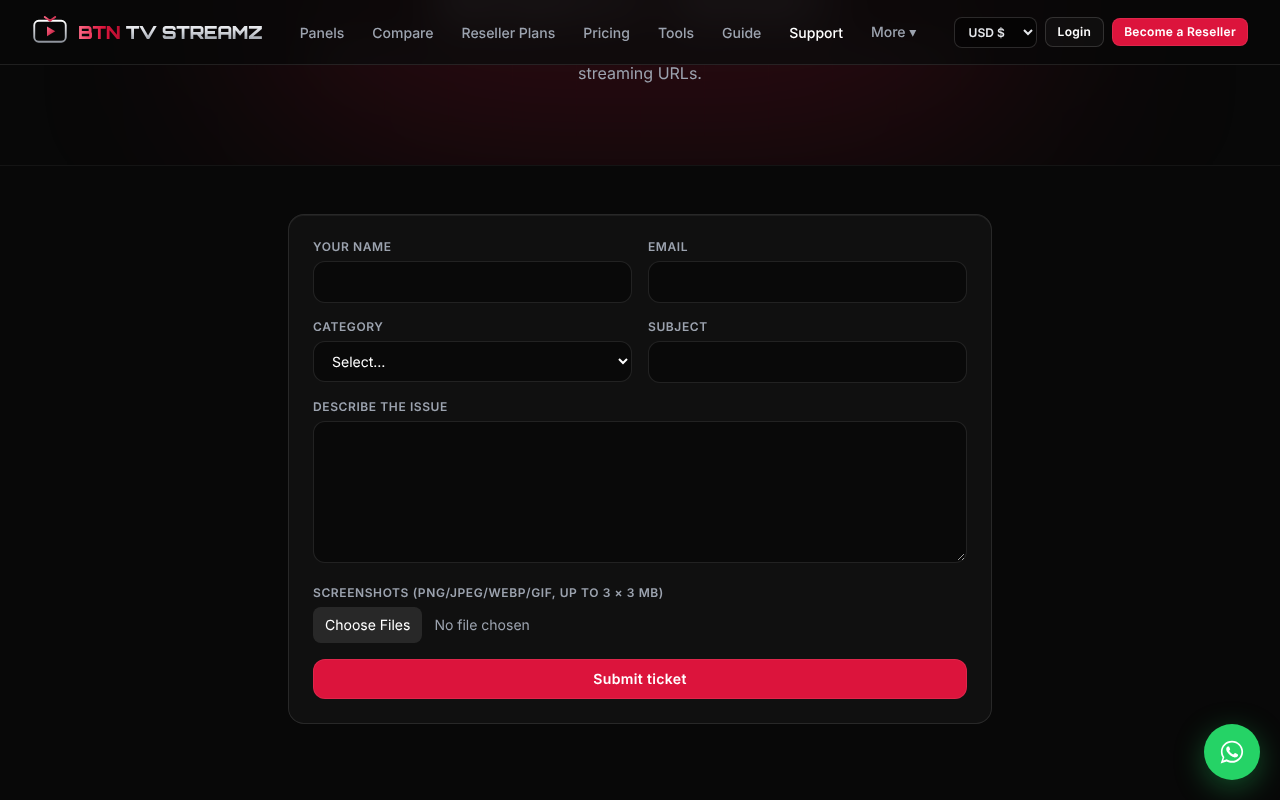 BTN TV STREAMZ
Panels Compare Reseller Plans Pricing Tools Guide Support More ▾
USD $ Login Become a Reseller
streaming URLs.
YOUR NAME EMAIL
CATEGORY SUBJECT
Select...
DESCRIBE THE ISSUE
SCREENSHOTS (PNG/JPEG/WEBP/GIF, UP TO 3 × 3 MB)
Choose Files No file chosen
Submit ticket